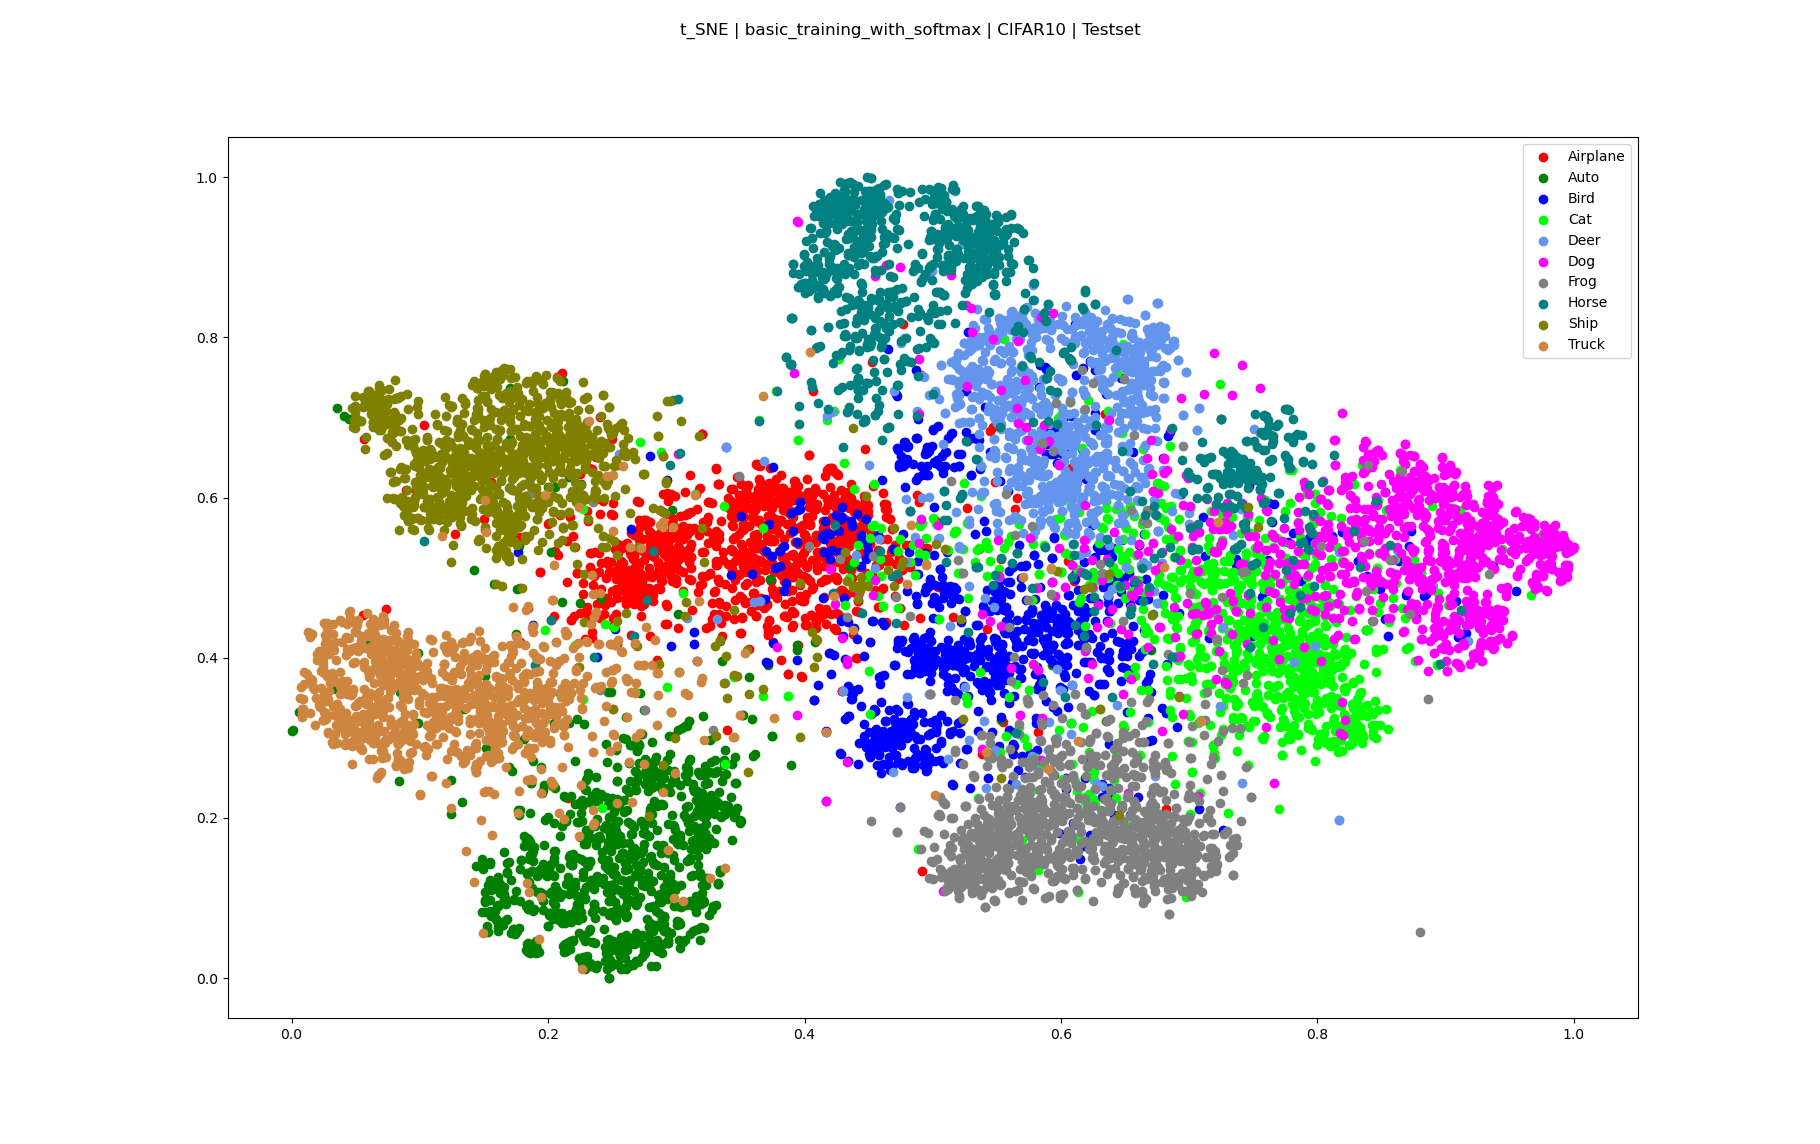 t_SNE | basic_training_with_softmax | CIFAR10 | Testset
Airplane
Auto
Bird
Cat
Deer
Dog
Frog
Horse
Ship
Truck
1.0
0.8
0.6
0.4
0.2
0.0
0.0 0.2 0.4 0.6 0.8 1.0